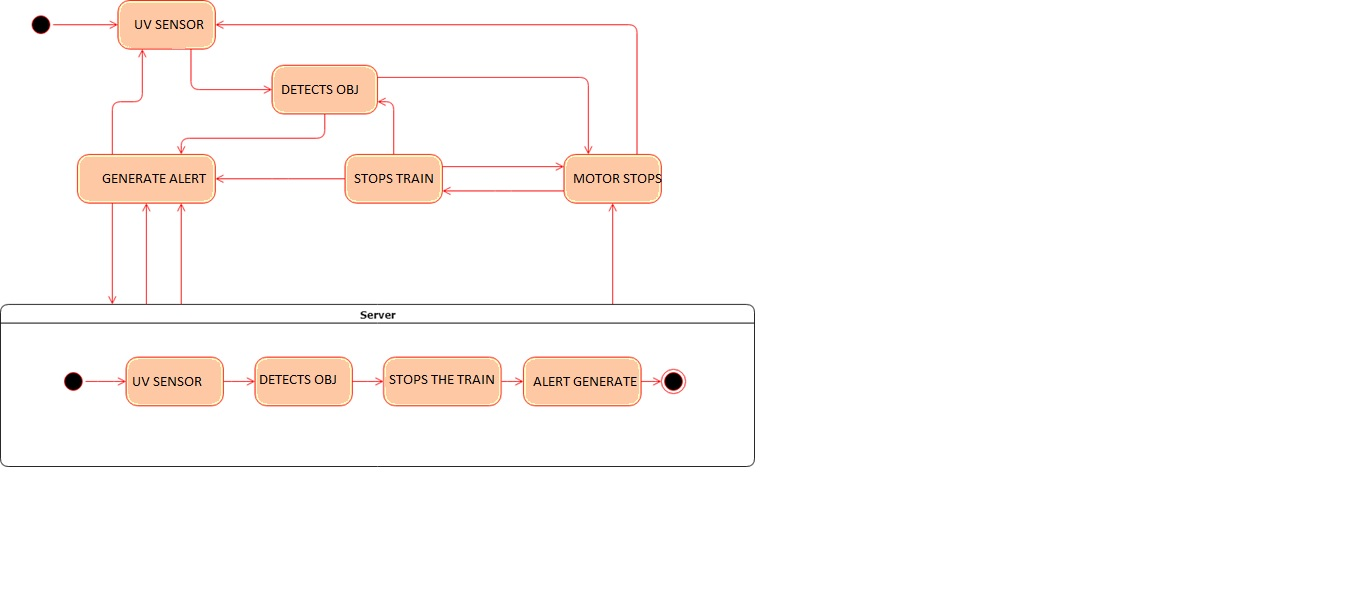 UV SENSOR
DETECTS OBJ
GENERATE ALERT
STOPS TRAIN
MOTOR STOPS
Server
UV SENSOR
DETECTS OBJ
STOPS THE TRAIN
ALERT GENERATE